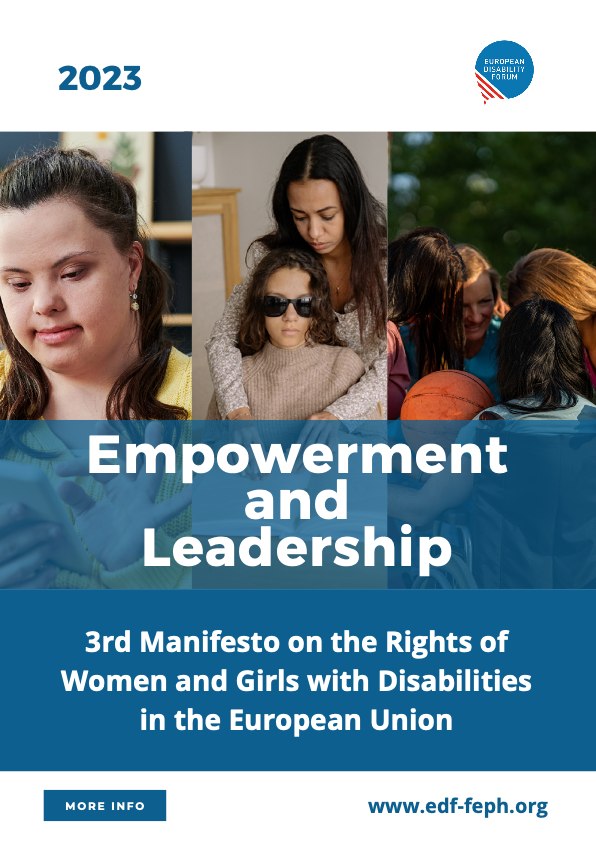 2023
EUROPEAN
DISABILITY
FORUM
Empowerment
and
Leadership
3rd Manifesto on the Rights of
Women and Girls with Disabilities
in the European Union
MORE INFO
www.edf-feph.org